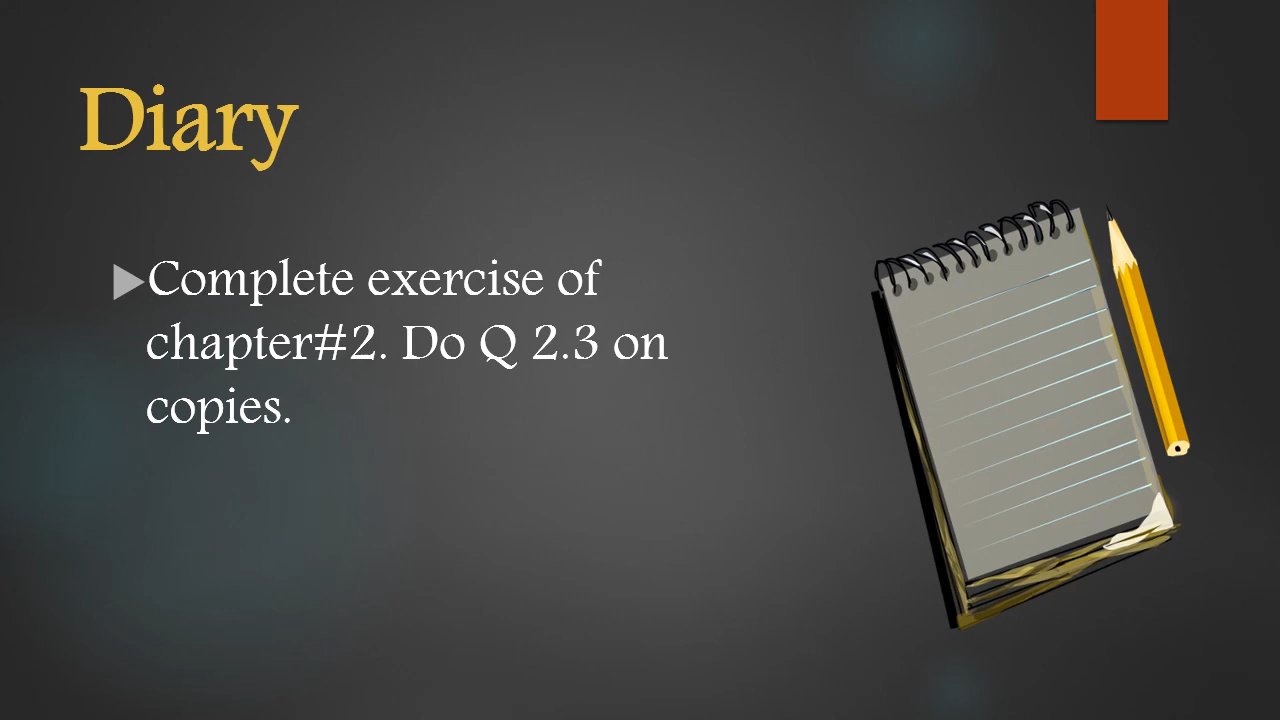 Diary
Complete exercise of
chapter#2. Do Q 2.3 on
copies.